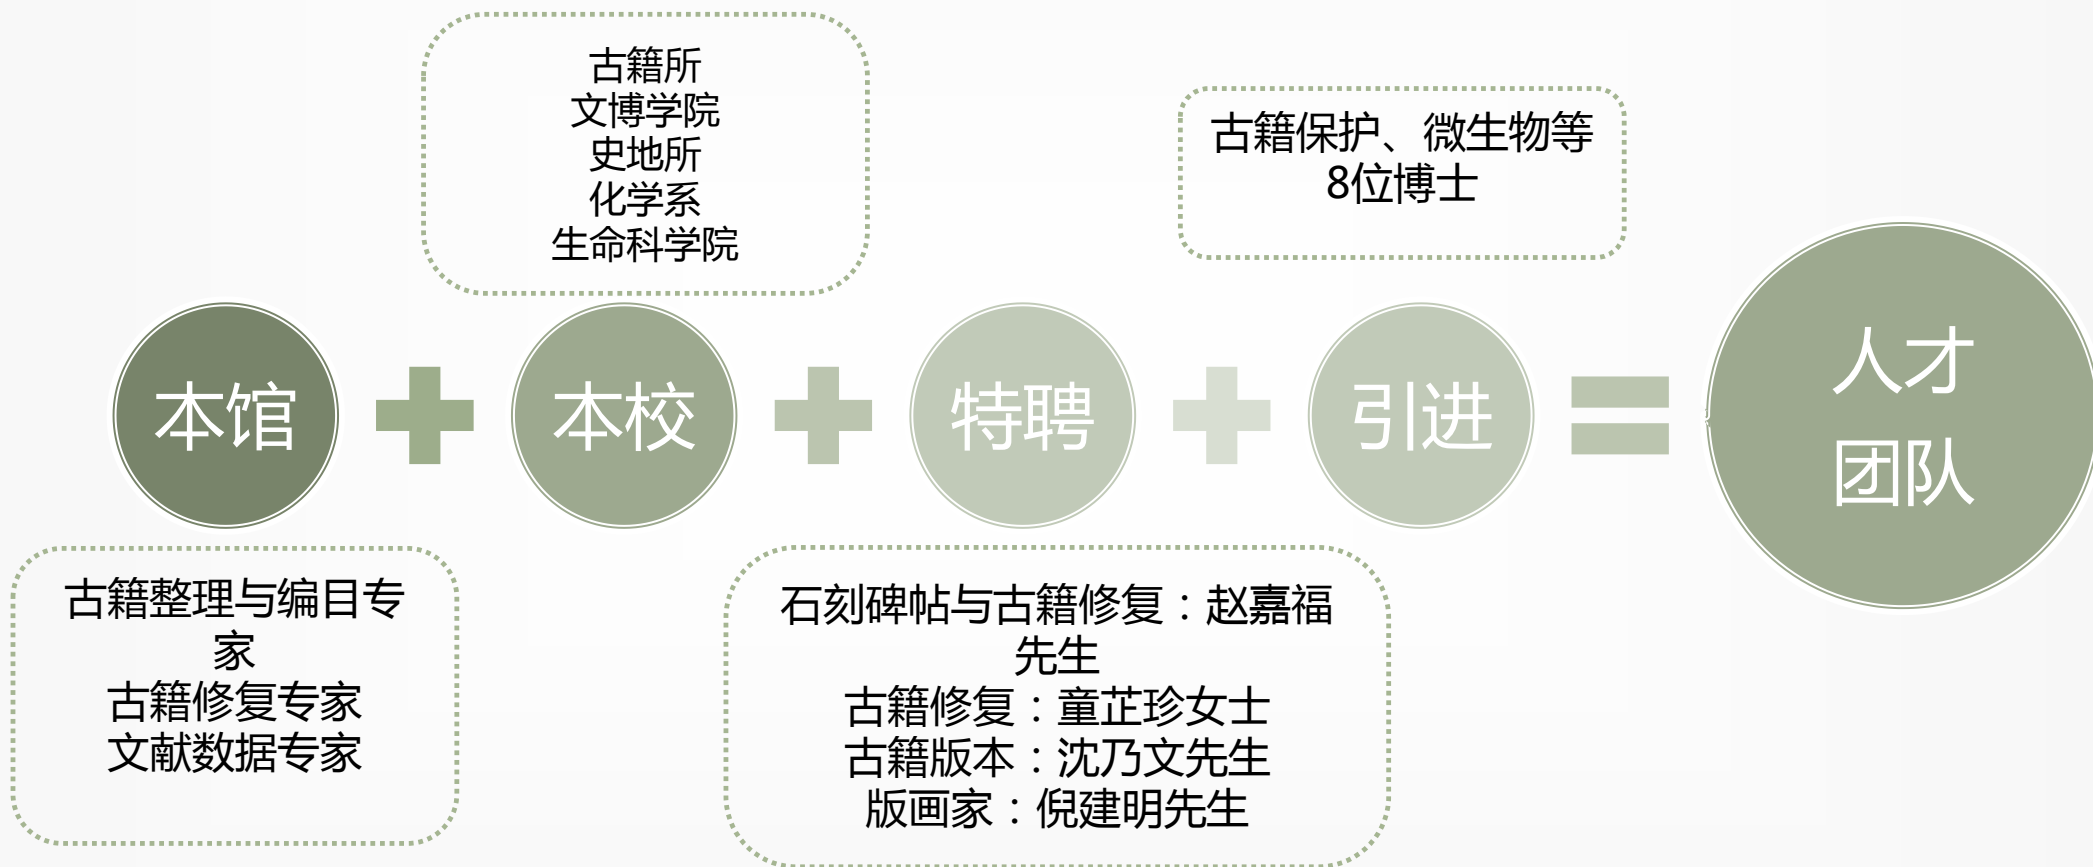 古籍所
文博学院
史地所
化学系
生命科学院
古籍保护、微生物等
8位博士
本馆
本校
特聘
引进
人才
团队
古籍整理与编目专
家
古籍修复专家
文献数据专家
石刻碑帖与古籍修复：赵嘉福
先生
古籍修复：童芷珍女士
古籍版本：沈乃文先生
版画家：倪建明先生